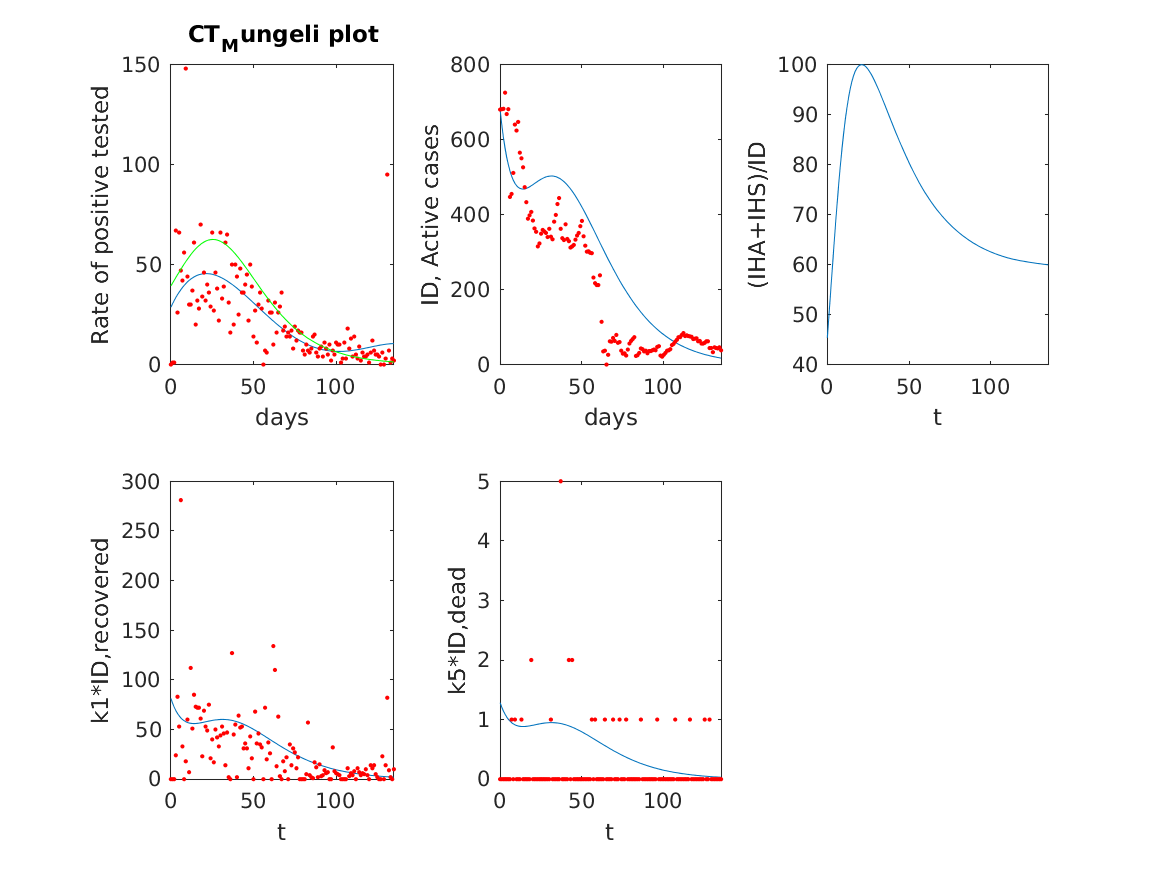 CT_Mungeli plot
150
100
50
0
0 50 100
days
Rate of positive tested
800
600
400
200
0
0 50 100
days
ID, Active cases
100
90
80
70
60
50
40
0 50 100
t
(IHA+IHS)/ID
300
250
200
150
100
50
0
0 50 100
t
k1*ID,recovered
5
4
3
2
1
0
0 50 100
t
k5*ID,dead